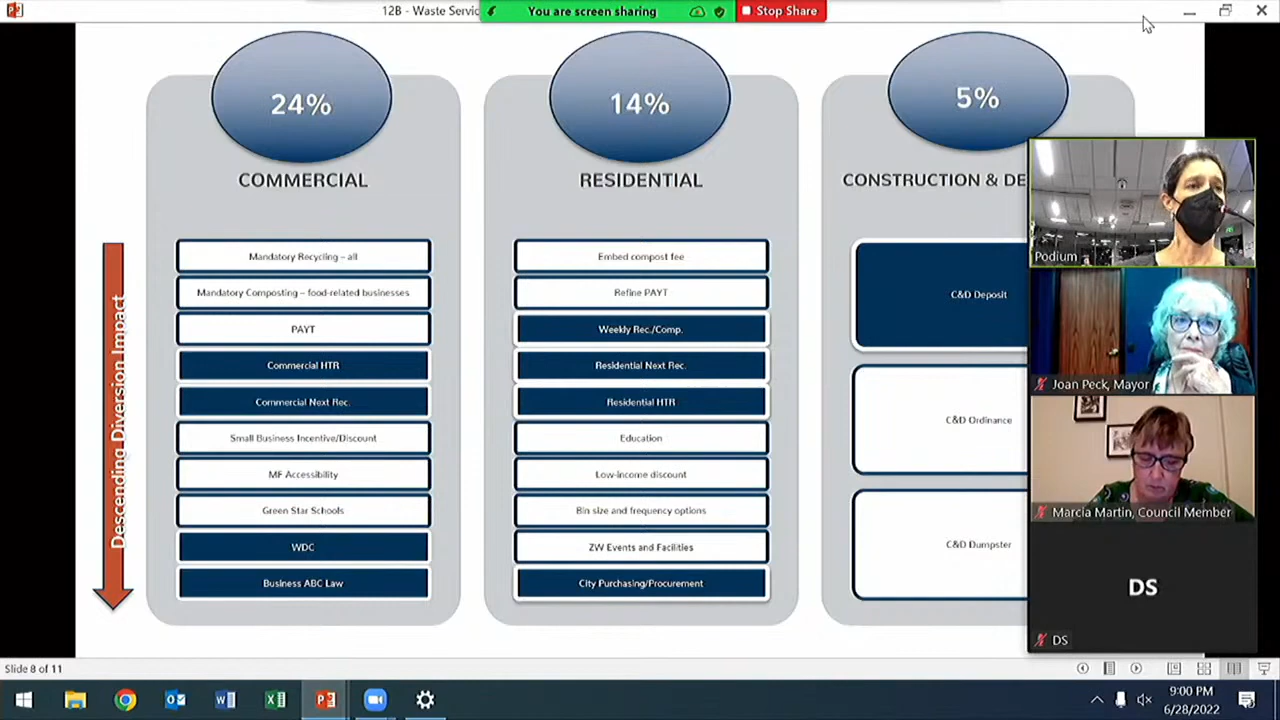 12B - Waste Servic
You are screen sharing
Stop Share
24%
14%
5%
COMMERCIAL
RESIDENTIAL
CONSTRUCTION & DE
Descending Diversion Impact
Mandatory Recycling – all
Mandatory Composting – food-related businesses
PAYT
Commercial HTR
Commercial Next Rec.
Small Business Incentive/Discount
MF Accessibility
Green Star Schools
WDC
Business ABC Law
Embed compost fee
Refine PAYT
Weekly Rec./Comp.
Residential Next Rec.
Residential HTR
Education
Low-income discount
Bin size and frequency options
ZW Events and Facilities
City Purchasing/Procurement
C&D Deposit
C&D Ordinance
C&D Dumpster
Podium
Joan Peck, Mayor
Marcia Martin, Council Member
DS
DS
Slide 8 of 11
9:00 PM
6/28/2022